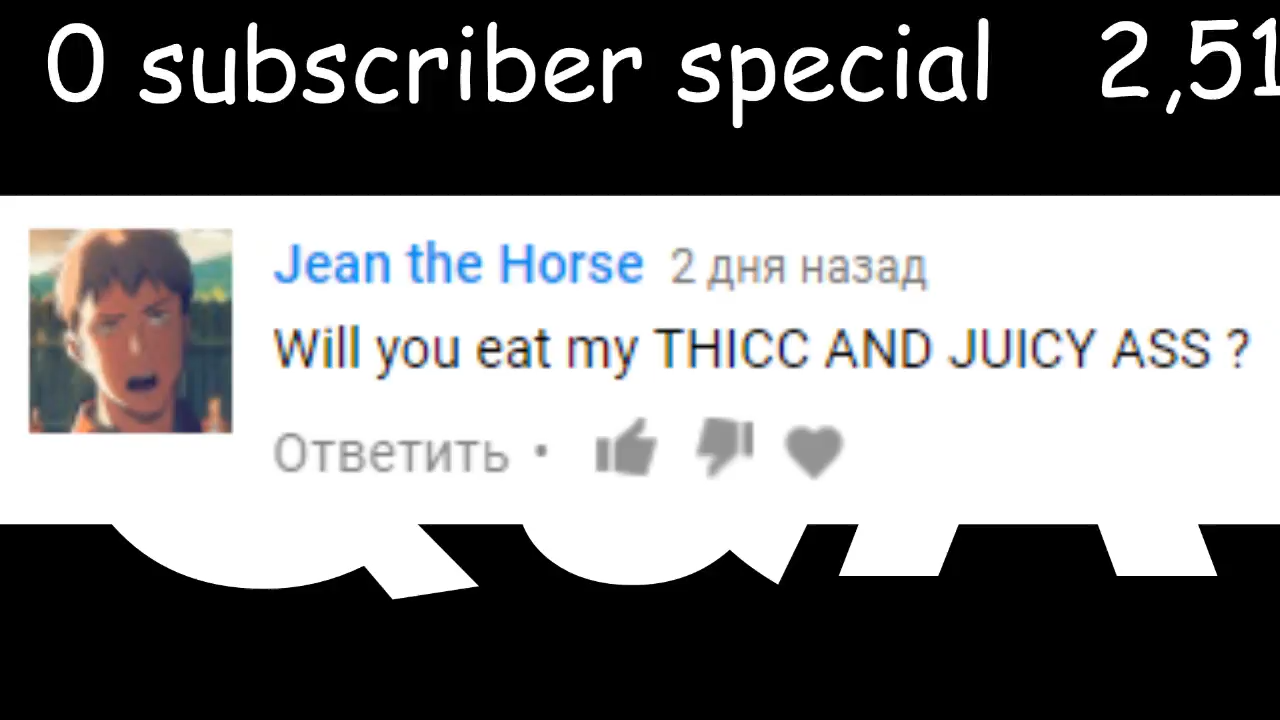 0 subscriber special 2,51
Jean the Horse 2 дня назад
Will you eat my THICC AND JUICY ASS ?
Ответить •